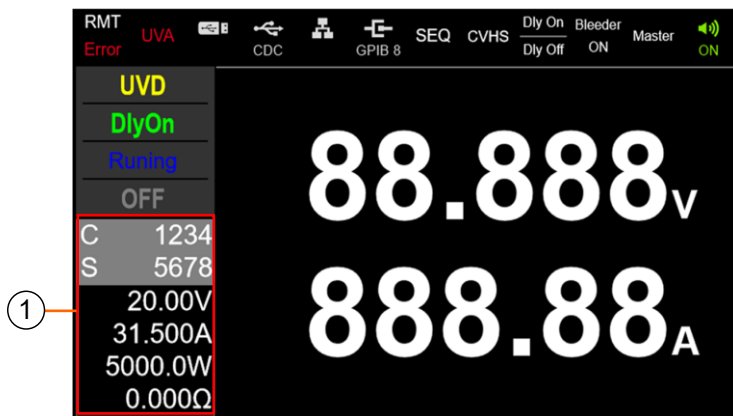 RMT
Error
UVA
CDC
GPIB 8
SEQ
CVHS
Dly On
Dly Off
Bleeder
ON
Master
ON
UVD
DlyOn
Runing
OFF
C 1234
S 5678
20.00V
31.500A
5000.0W
0.000Ω
88.888V
888.88A
1